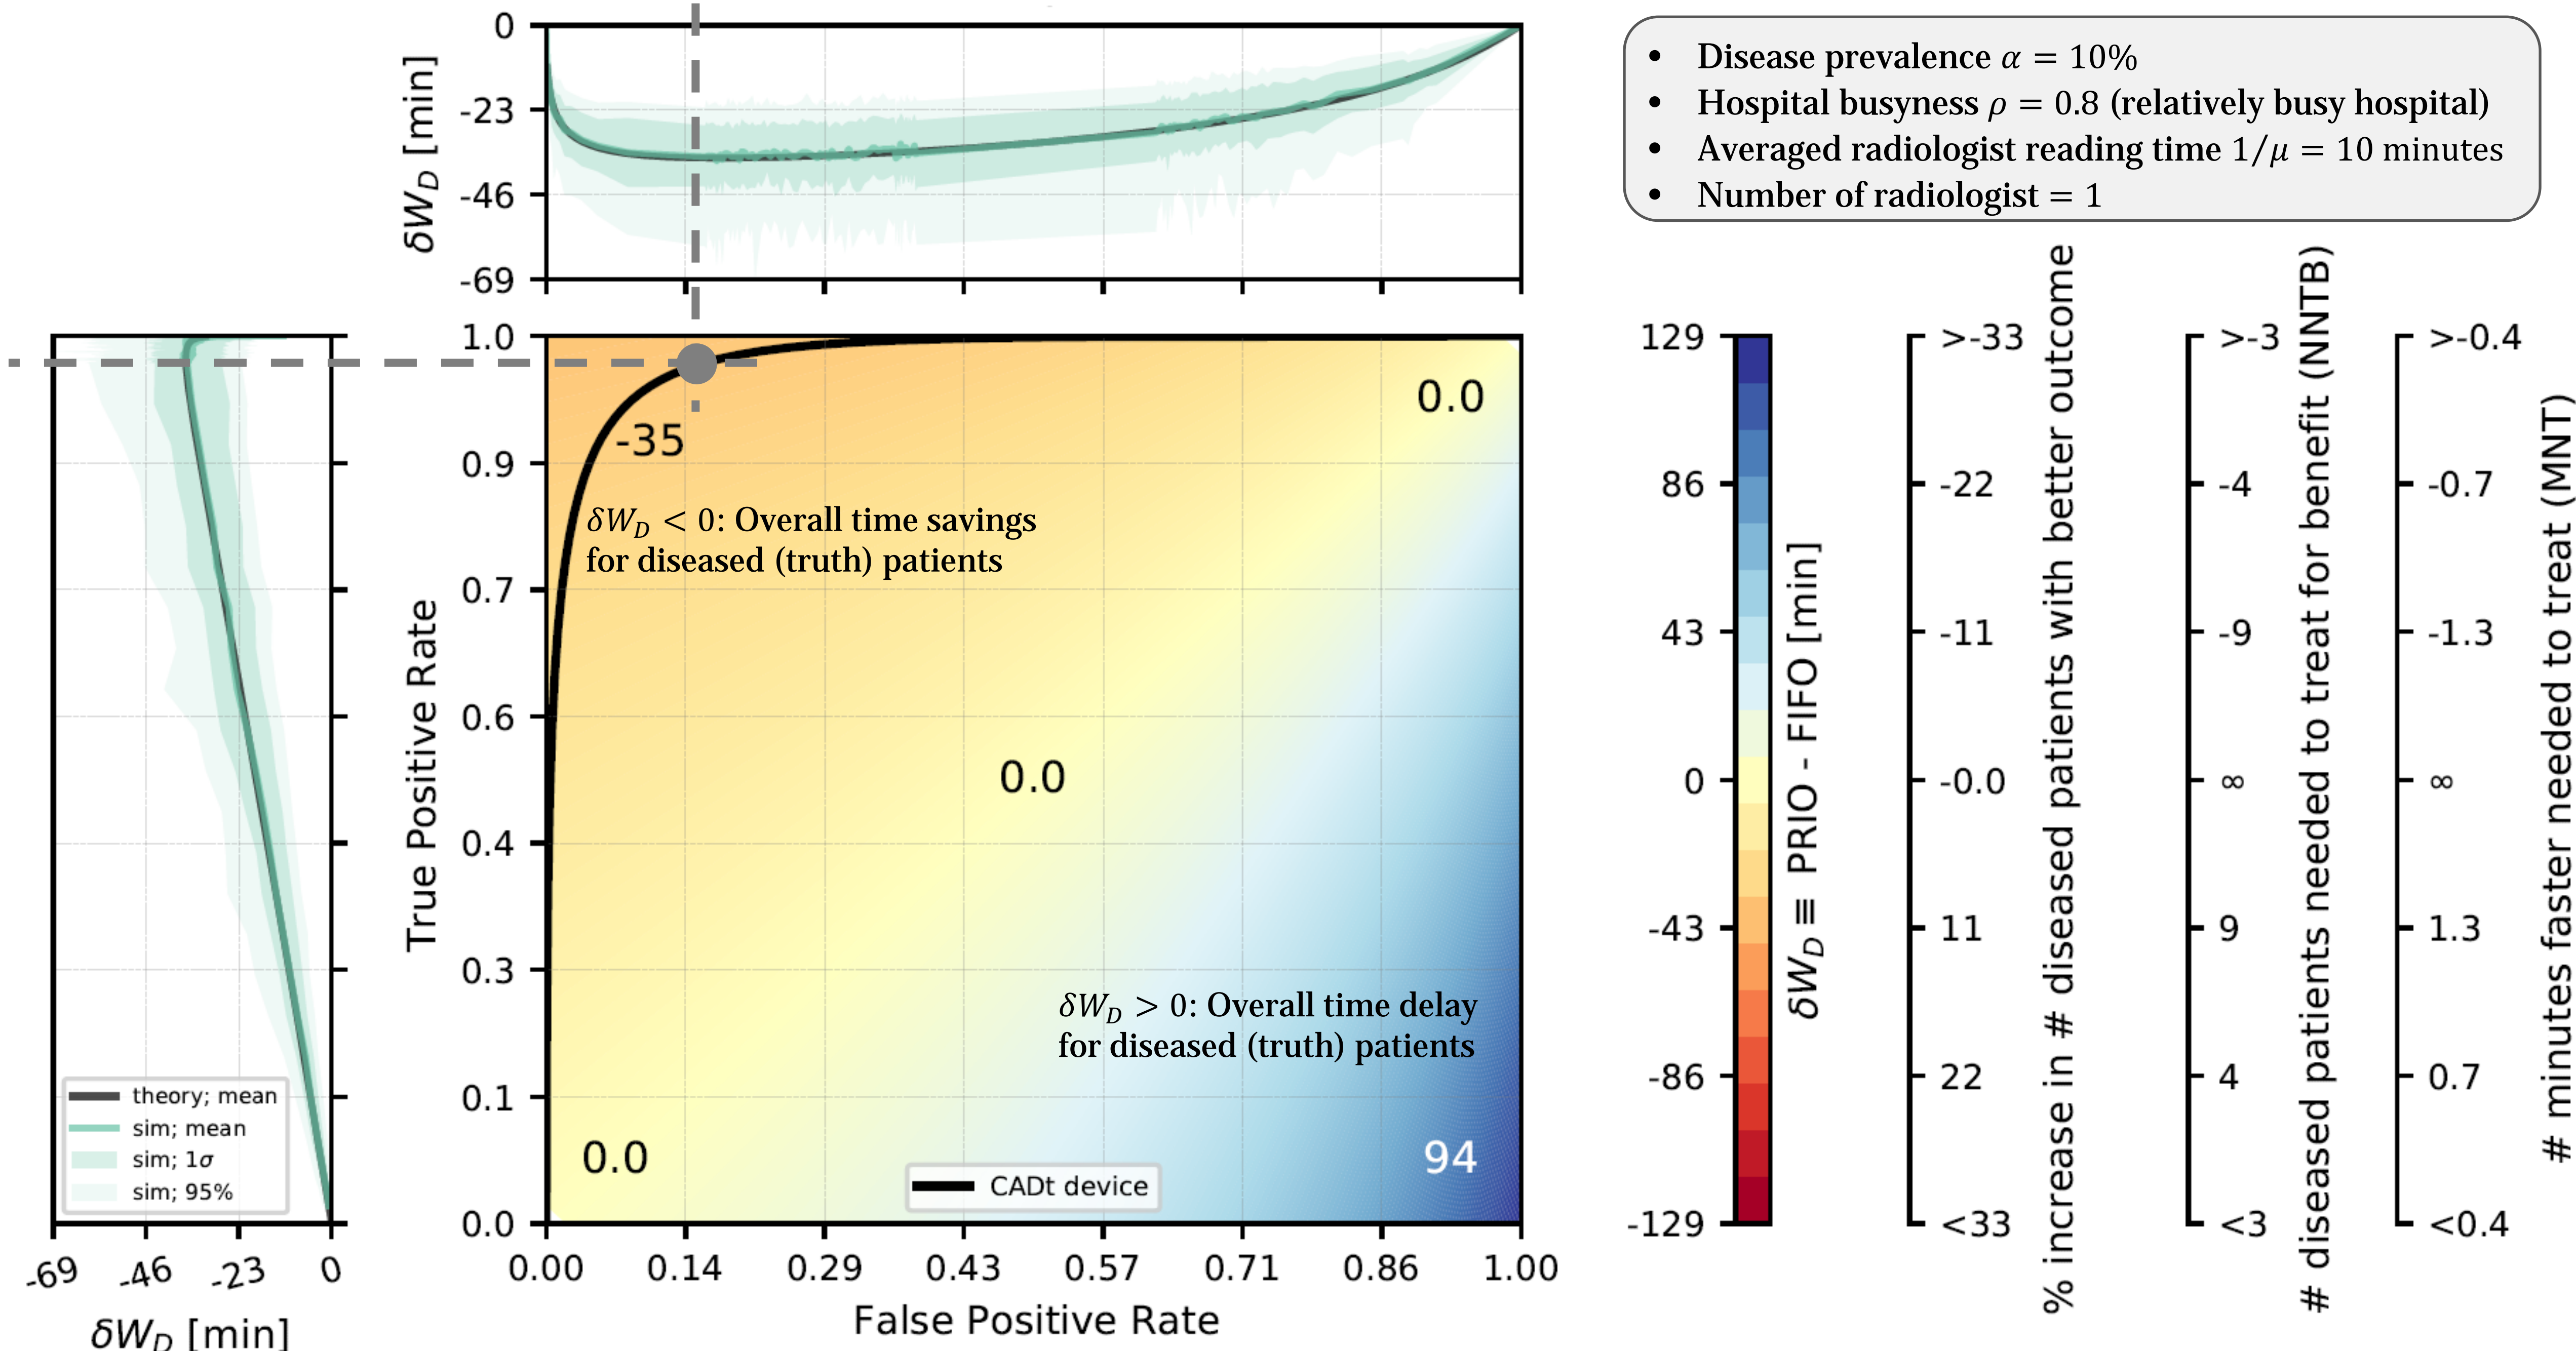 0
-23
-46
-69
δW_D [min]
• Disease prevalence α = 10%
• Hospital busyness ρ = 0.8 (relatively busy hospital)
• Averaged radiologist reading time 1/μ = 10 minutes
• Number of radiologist = 1
-69
-46
-23
0
δW_D [min]
theory; mean
sim; mean
sim; 1σ
sim; 95%
True Positive Rate
1.0
0.9
0.7
0.6
0.4
0.3
0.1
0.0
-35
0.0
δW_D < 0: Overall time savings
for diseased (truth) patients
0.0
δW_D > 0: Overall time delay
for diseased (truth) patients
0.0
94
CADt device
0.00
0.14
0.29
0.43
0.57
0.71
0.86
1.00
False Positive Rate
129
86
43
0
-43
-86
-129
δW_D ≡ PRIO - FIFO [min]
>-33
-22
-11
-0.0
11
22
<33
% increase in # diseased patients with better outcome
>-3
-4
-9
∞
9
4
<3
# diseased patients needed to treat for benefit (NNTB)
>-0.4
-0.7
-1.3
∞
1.3
0.7
<0.4
# minutes faster needed to treat (MNT)